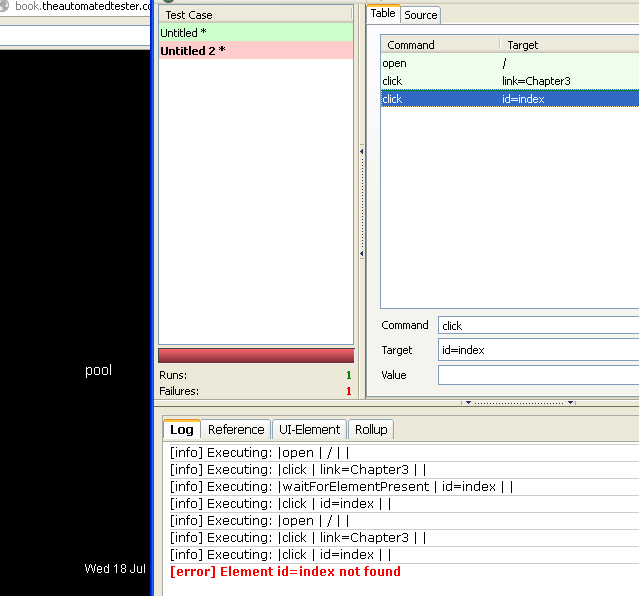 book.theautomatedtester.co
Test Case
Untitled *
Untitled 2 *
Runs: 1
Failures: 1
Table Source
Command Target
open /
click link=Chapter3
click id=index
Command click
Target id=index
Value
pool
Wed 18 Jul
Log Reference UI-Element Rollup
[info] Executing: |open | / | |
[info] Executing: |click | link=Chapter3 | |
[info] Executing: |waitForElementPresent | id=index | |
[info] Executing: |click | id=index | |
[info] Executing: |open | / | |
[info] Executing: |click | link=Chapter3 | |
[info] Executing: |click | id=index | |
[error] Element id=index not found